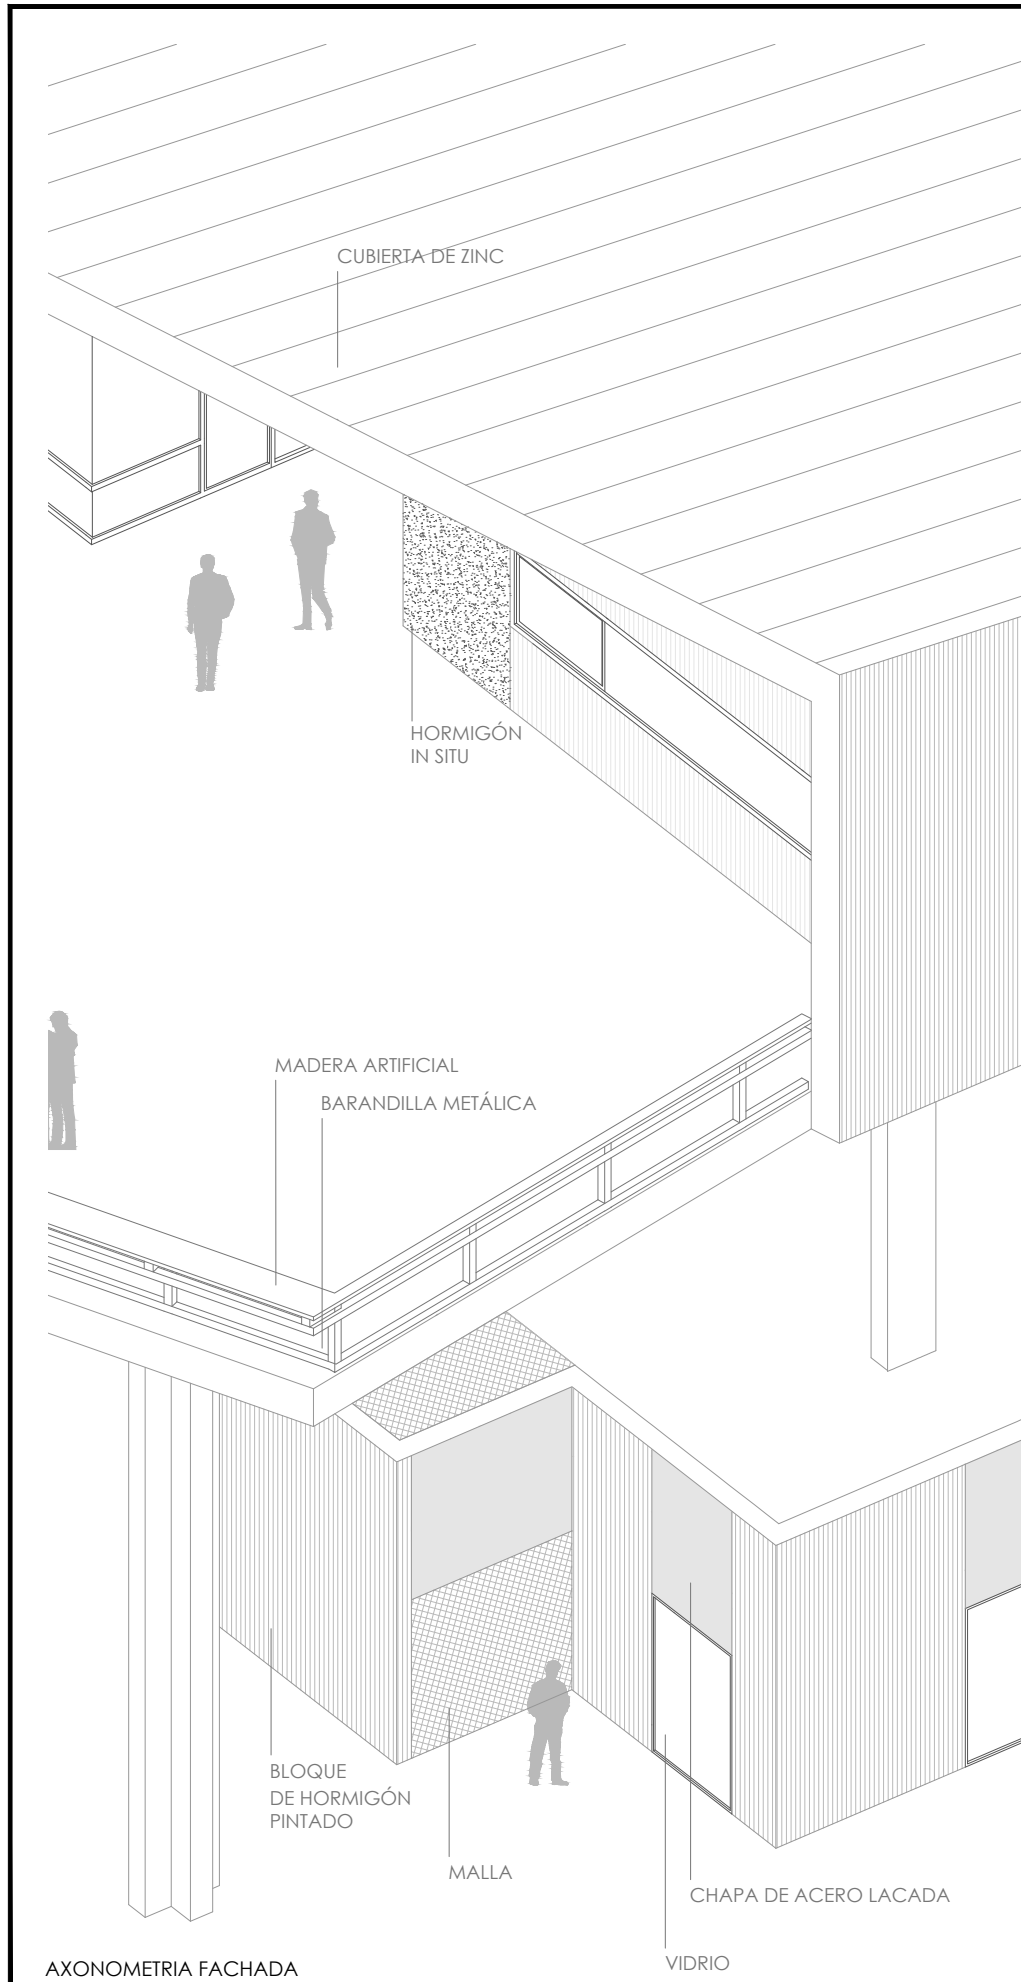 CUBIERTA DE ZINC
HORMIGÓN
IN SITU
MADERA ARTIFICIAL
BARANDILLA METÁLICA
BLOQUE
DE HORMIGÓN
PINTADO
MALLA
CHAPA DE ACERO LACADA
VIDRIO
AXONOMETRIA FACHADA